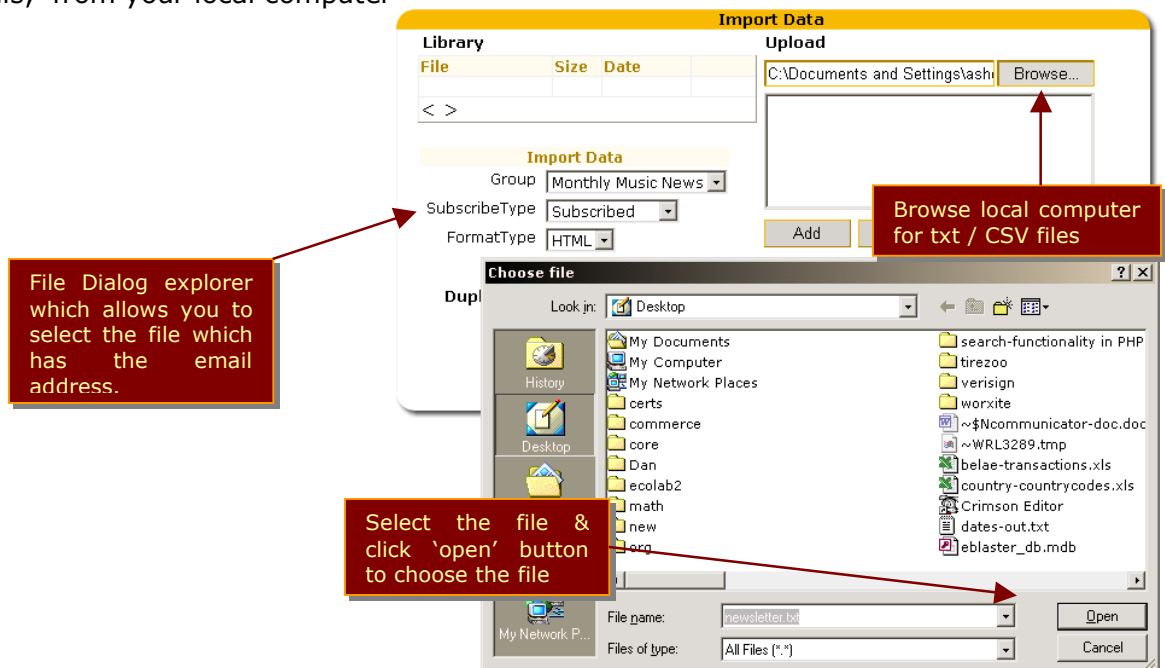 from your local computer
Import Data
Library
Upload
File Size Date
C:\Documents and Settings\ash
Browse...
< >
Import Data
Group Monthly Music News
SubscribeType Subscribed
FormatType HTML
Add
Browse local computer
for txt / CSV files
File Dialog explorer
which allows you to
select the file which
has the email
address.
Dupl
Choose file
Look in: Desktop
History
Desktop
My Network P...
My Documents
My Computer
My Network Places
certs
commerce
core
Dan
ecolab2
math
new
org
search-functionality in PHP
tirezoo
verisign
worxite
~$Ncommunicator-doc.doc
~WRL3289.tmp
belae-transactions.xls
country-countrycodes.xls
Crimson Editor
dates-out.txt
eblaster_db.mdb
Select the file &
click ‘open’ button
to choose the file
File name: newsletter.txt
Open
Files of type: All Files (*.*)
Cancel